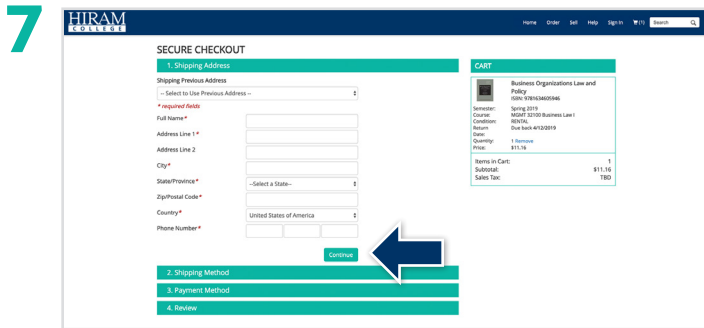 7
HIRAM
COLLEGE
Home Order Sell Help Sign In (1) Search
SECURE CHECKOUT
1. Shipping Address
Shipping Previous Address
-- Select to Use Previous Address --
* required fields
Full Name*
Address Line 1*
Address Line 2
City*
State/Province*
--Select a State--
Zip/Postal Code*
Country*
United States of America
Phone Number*
Continue
2. Shipping Method
3. Payment Method
4. Review
CART
Business Organizations Law and
Policy
ISBN: 9781634605946
Semester: Spring 2019
Course: MGMT 32100 Business Law I
Condition: RENTAL
Return Due back 4/12/2019
Date:
Quantity: 1 Remove
Price: $11.16
Items in Cart: 1
Subtotal: $11.16
Sales Tax: TBD